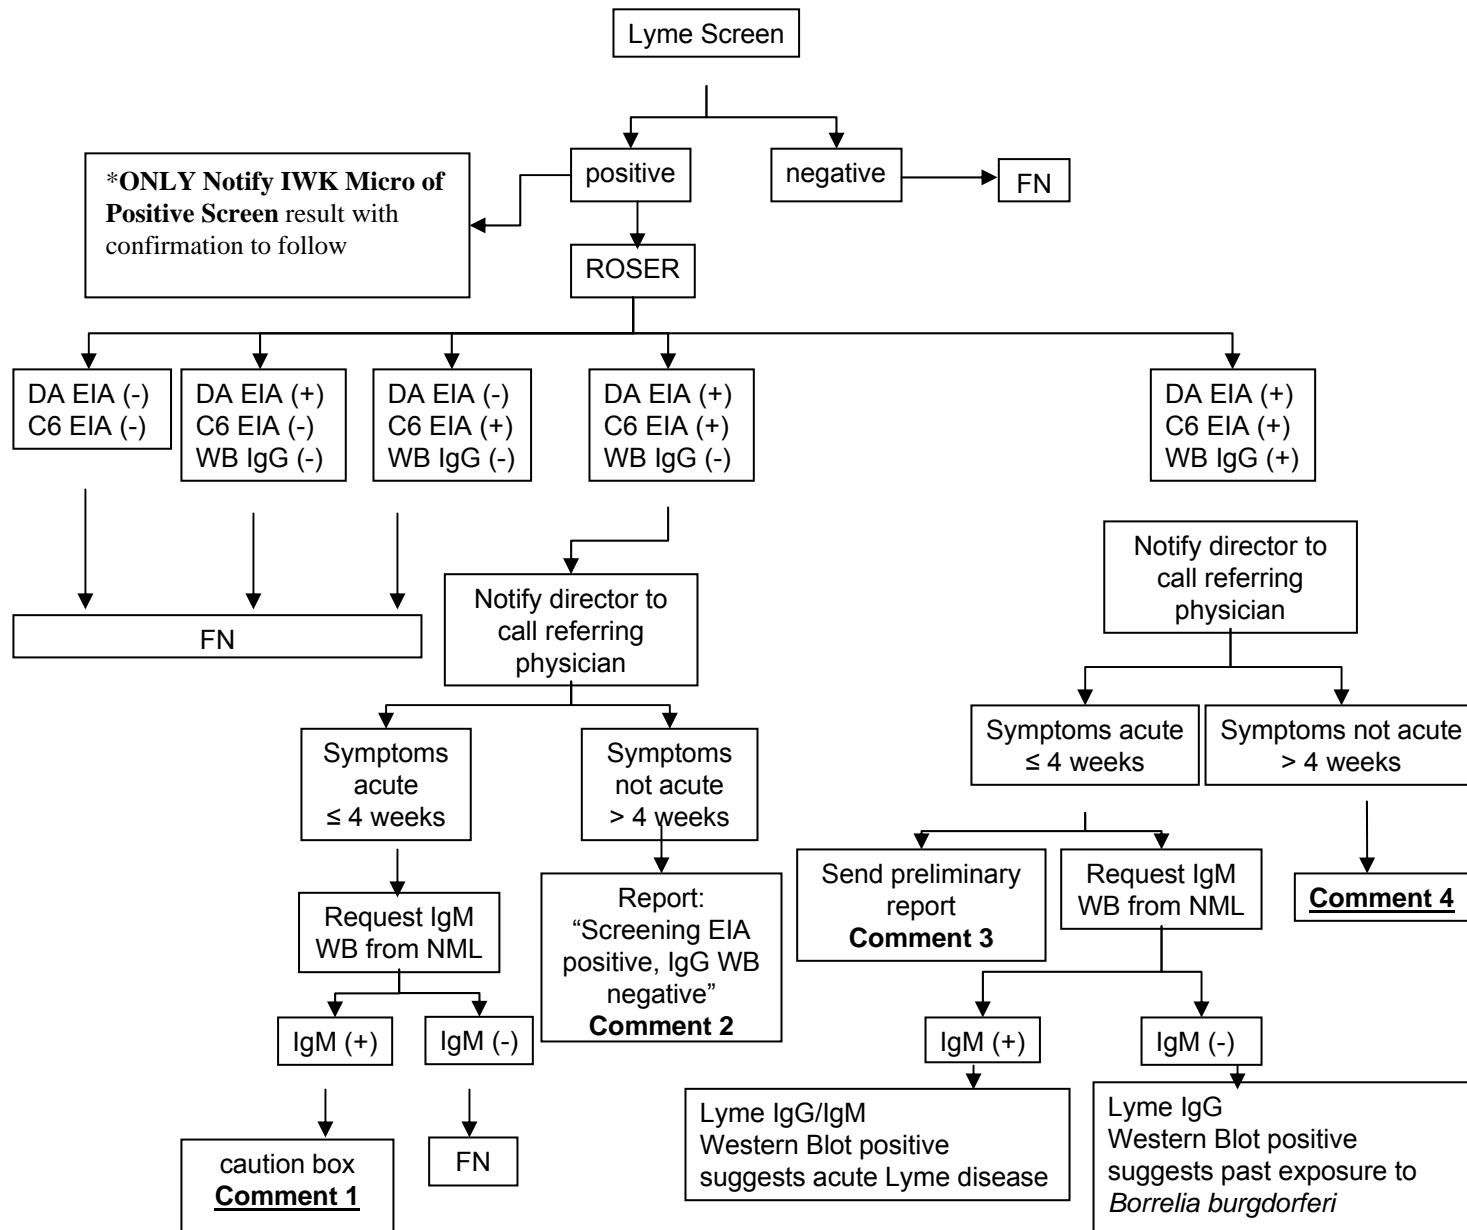 Lyme Screen
positive
negative
FN
*ONLY Notify IWK Micro of
Positive Screen result with
confirmation to follow
ROSER
DA EIA (-)
C6 EIA (-)
DA EIA (+)
C6 EIA (-)
WB IgG (-)
DA EIA (-)
C6 EIA (+)
WB IgG (-)
DA EIA (+)
C6 EIA (+)
WB IgG (-)
DA EIA (+)
C6 EIA (+)
WB IgG (+)
FN
Notify director to
call referring
physician
Notify director to
call referring
physician
Symptoms
acute
≤ 4 weeks
Symptoms
not acute
> 4 weeks
Symptoms acute
≤ 4 weeks
Symptoms not acute
> 4 weeks
Request IgM
WB from NML
Report:
“Screening EIA
positive, IgG WB
negative”
Comment 2
Send preliminary
report
Comment 3
Request IgM
WB from NML
Comment 4
IgM (+)
IgM (-)
IgM (+)
IgM (-)
caution box
Comment 1
FN
Lyme IgG/IgM
Western Blot positive
suggests acute Lyme disease
Lyme IgG
Western Blot positive
suggests past exposure to
Borrelia burgdorferi